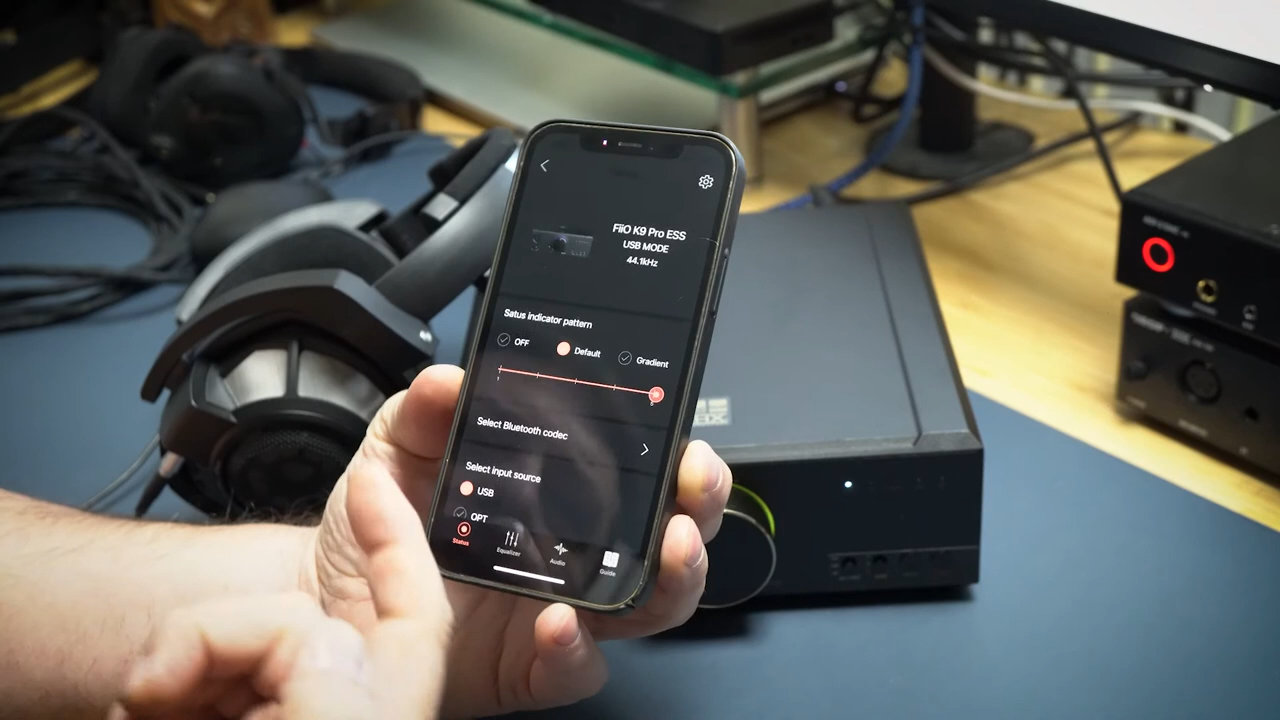 FiiO K9 Pro ESS
USB MODE
44.1kHz
Satus indicator pattern
OFF
Default
Gradient
1
Select Bluetooth codec
Select input source
USB
OPT
Status
Equalizer
Audio
Guide